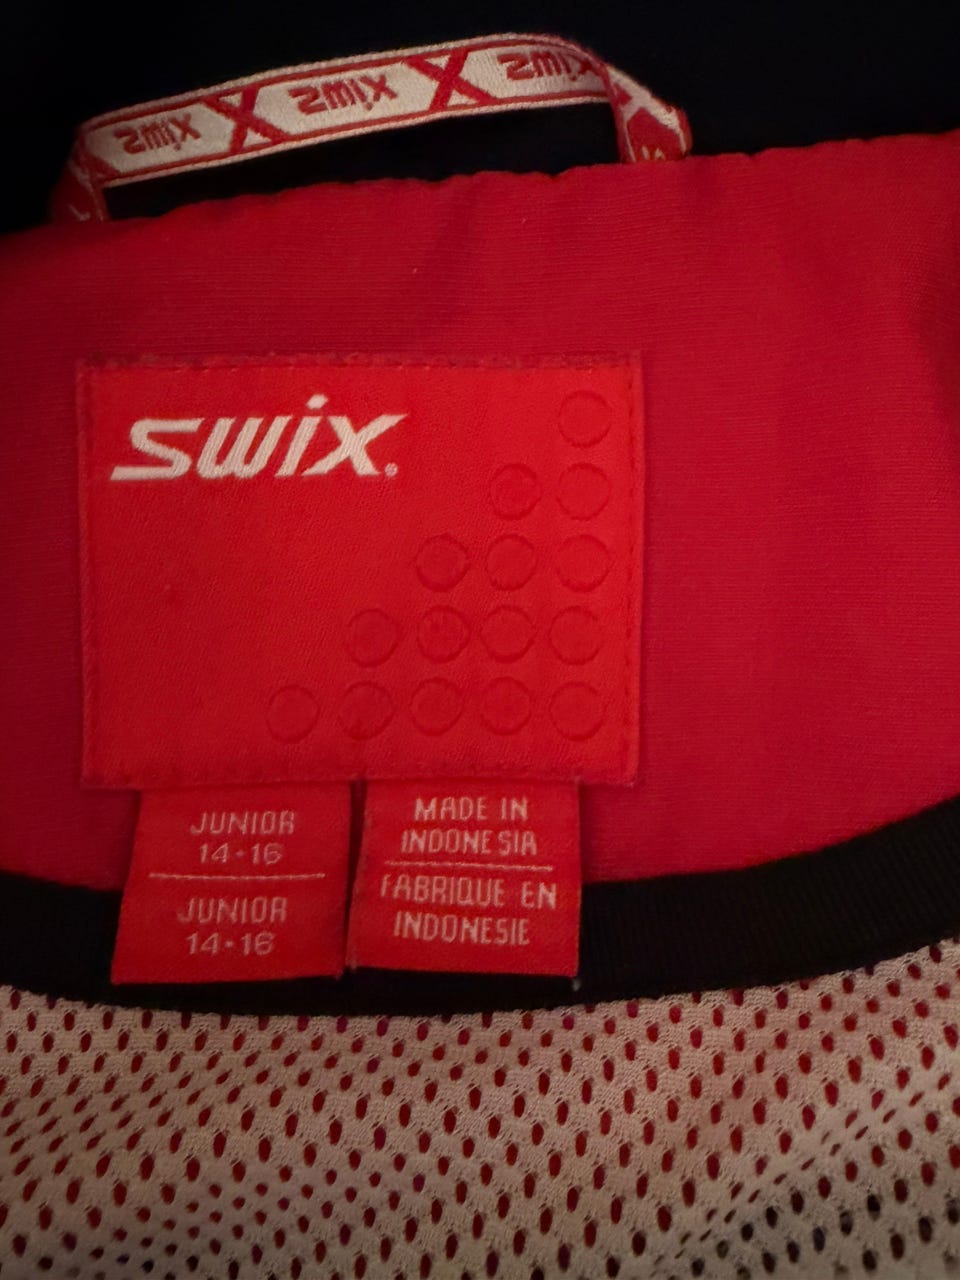 SWIX
SWIX
SWIX
SWIX.
JUNIOR
14-16
JUNIOR
14-16
MADE IN
INDONESIA
FABRIQUE EN
INDONESIE